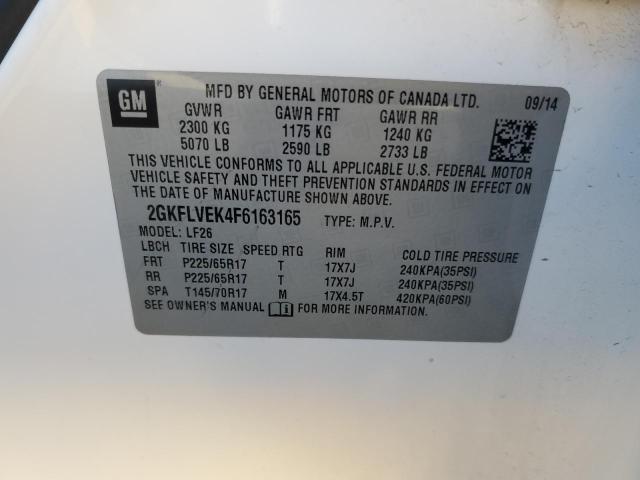 GM
MFD BY GENERAL MOTORS OF CANADA LTD. 09/14
GVWR GAWR FRT GAWR RR
2300 KG 1175 KG 1240 KG
5070 LB 2590 LB 2733 LB
THIS VEHICLE CONFORMS TO ALL APPLICABLE U.S. FEDERAL MOTOR
VEHICLE SAFETY AND THEFT PREVENTION STANDARDS IN EFFECT ON
THE DATE OF MANUFACTURE SHOWN ABOVE.
2GKFLVEK4F6163165 TYPE: M.P.V.
MODEL: LF26
LBCH TIRE SIZE SPEED RTG RIM COLD TIRE PRESSURE
FRT P225/65R17 T 17X7J 240KPA(35PSI)
RR P225/65R17 T 17X7J 240KPA(35PSI)
SPA T145/70R17 M 17X4.5T 420KPA(60PSI)
SEE OWNER'S MANUAL FOR MORE INFORMATION.